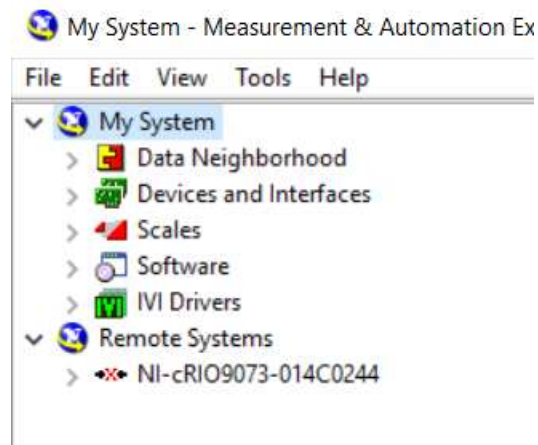 My System - Measurement & Automation Ex
File Edit View Tools Help
My System
Data Neighborhood
Devices and Interfaces
Scales
Software
IVI Drivers
Remote Systems
NI-cRIO9073-014C0244